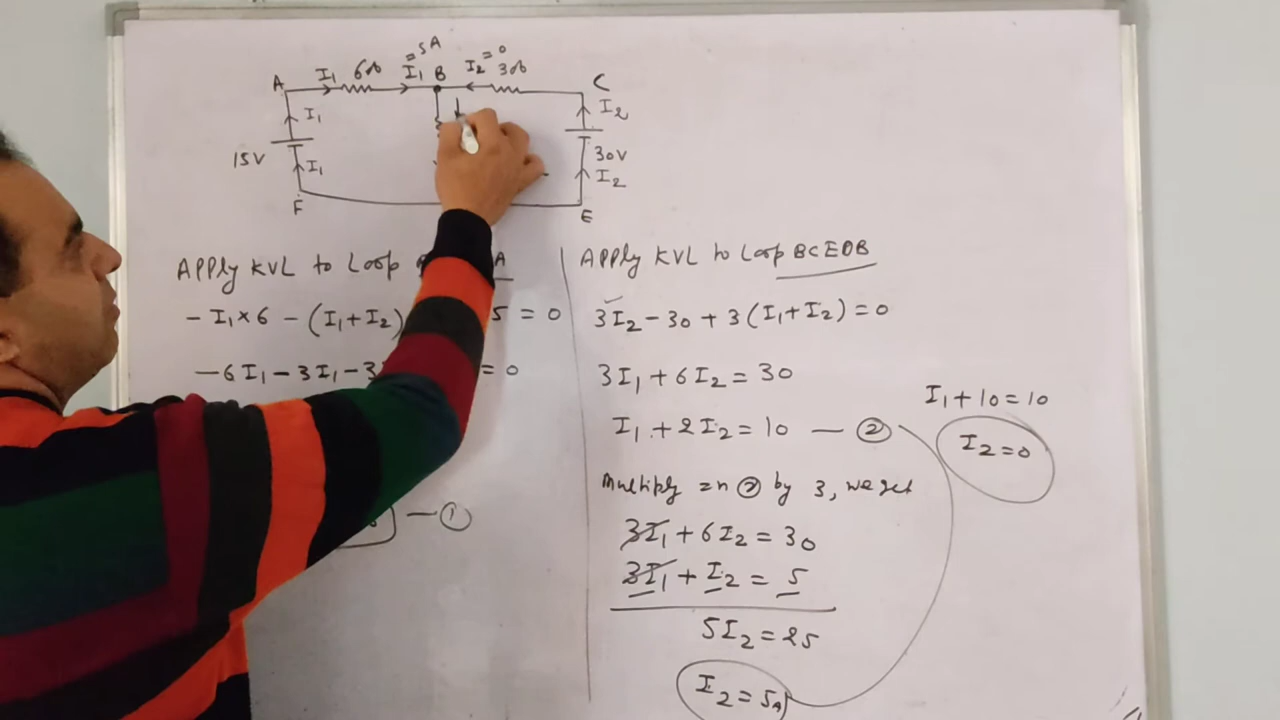 5A
=
I₂ = 0
A I₁ 6Ω I₁ B 3Ω C
I₁ I₂
15V 30V
I₁ I₂
F E
Apply KVL to Loop A
- I₁×6 - (I₁+I₂) 5 = 0
-6I₁ - 3I₁ - 3 = 0
— ①
Apply KVL to Loop BCEDB
3I₂ - 30 + 3(I₁+I₂) = 0
3I₁ + 6I₂ = 30
I₁ + 2I₂ = 10 — ②
Multiply =n ② by 3, we get
3I₁ + 6I₂ = 30
3I₁ + I₂ = 5
5I₂ = 25
I₂ = 5A
I₁ + 10 = 10
I₂ = 0